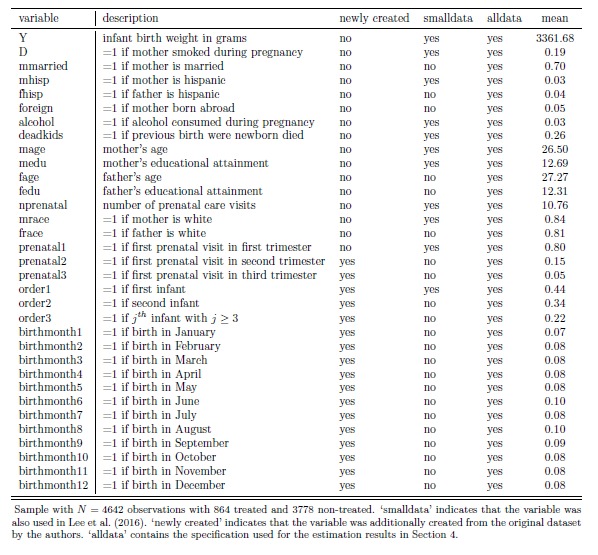 variable description newly created smalldata alldata mean
Y infant birth weight in grams no yes yes 3361.68
D =1 if mother smoked during pregnancy no yes yes 0.19
mmarried =1 if mother is married no no yes 0.70
mhisp =1 if mother is hispanic no yes yes 0.03
fhisp =1 if father is hispanic no no yes 0.04
foreign =1 if mother born abroad no no yes 0.05
alcohol =1 if alcohol consumed during pregnancy no yes yes 0.03
deadkids =1 if previous birth were newborn died no yes yes 0.26
mage mother's age no yes yes 26.50
medu mother's educational attainment no yes yes 12.69
fage father's age no no yes 27.27
fedu father's educational attainment no no yes 12.31
nprenatal number of prenatal care visits no yes yes 10.76
mrace =1 if mother is white no yes yes 0.84
frace =1 if father is white no no yes 0.81
prenatal1 =1 if first prenatal visit in first trimester no yes yes 0.80
prenatal2 =1 if first prenatal visit in second trimester yes no yes 0.15
prenatal3 =1 if first prenatal visit in third trimester yes no yes 0.05
order1 =1 if first infant yes yes yes 0.44
order2 =1 if second infant yes no yes 0.34
order3 =1 if jth infant with j ≥ 3 yes no yes 0.22
birthmonth1 =1 if birth in January yes no yes 0.07
birthmonth2 =1 if birth in February yes no yes 0.08
birthmonth3 =1 if birth in March yes no yes 0.08
birthmonth4 =1 if birth in April yes no yes 0.08
birthmonth5 =1 if birth in May yes no yes 0.08
birthmonth6 =1 if birth in June yes no yes 0.10
birthmonth7 =1 if birth in July yes no yes 0.08
birthmonth8 =1 if birth in August yes no yes 0.10
birthmonth9 =1 if birth in September yes no yes 0.09
birthmonth10 =1 if birth in October yes no yes 0.08
birthmonth11 =1 if birth in November yes no yes 0.08
birthmonth12 =1 if birth in December yes no yes 0.08
Sample with N = 4642 observations with 864 treated and 3778 non-treated. 'smalldata' indicates that the variable was
also used in Lee et al. (2016). 'newly created' indicates that the variable was additionally created from the original dataset
by the authors. 'alldata' contains the specification used for the estimation results in Section 4.